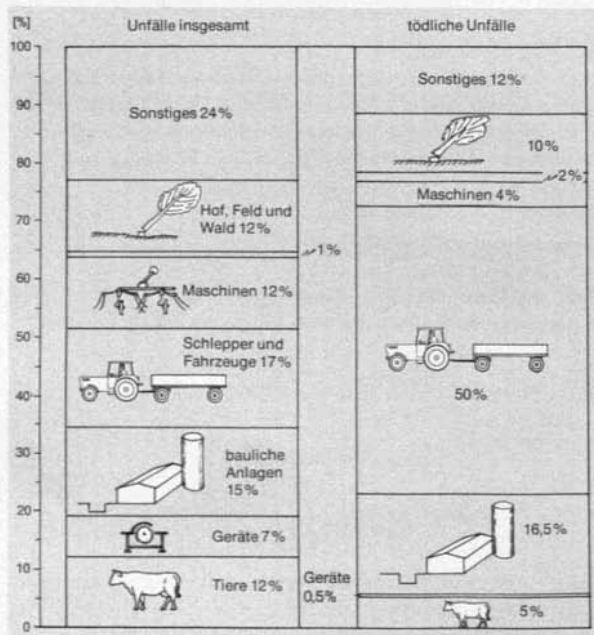 [%]
Unfälle insgesamt
tödliche Unfälle
100
90
80
70
60
50
40
30
20
10
0
Sonstiges 24%
Hof, Feld und
Wald 12%
1%
Maschinen 12%
Schlepper und
Fahrzeuge 17%
bauliche
Anlagen
15%
Geräte 7%
Tiere 12%
Geräte
0,5%
Sonstiges 12%
10%
2%
Maschinen 4%
50%
16,5%
5%